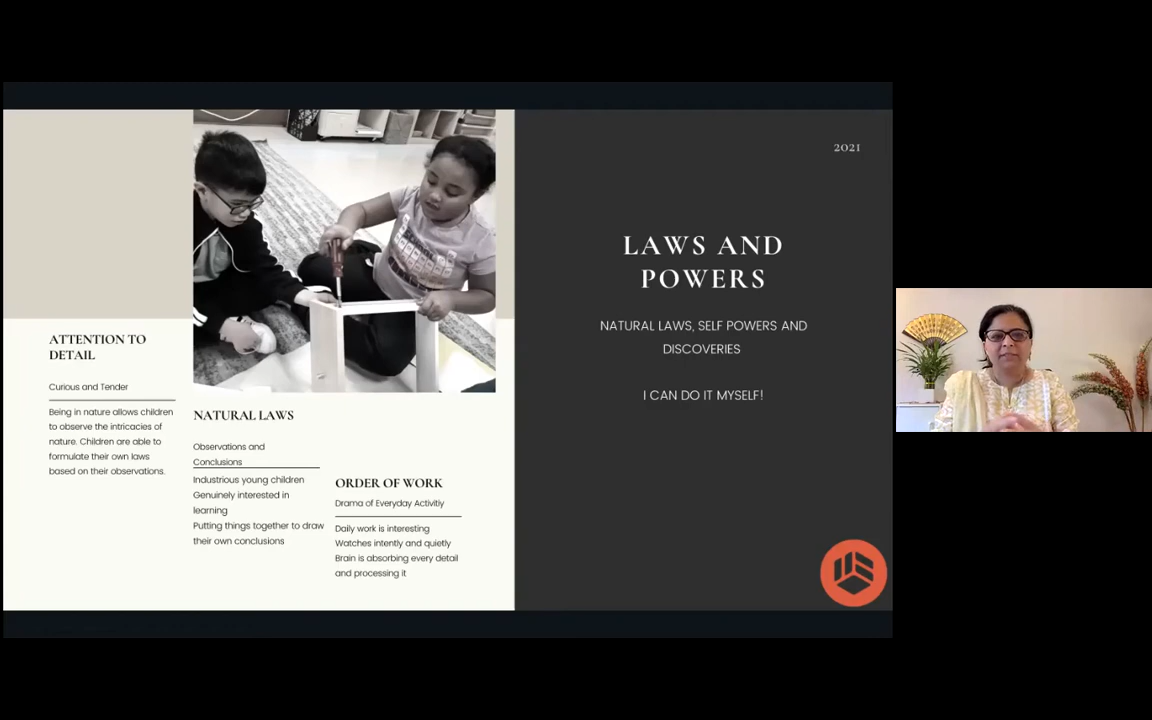 ATTENTION TO
DETAIL
Curious and Tender
Being in nature allows children
to observe the intricacies of
nature. Children are able to
formulate their own laws
based on their observations.
NATURAL LAWS
Observations and
Conclusions
Industrious young children
Genuinely interested in
learning
Putting things together to draw
their own conclusions
ORDER OF WORK
Drama of Everyday Activitiy
Daily work is interesting
Watches intently and quietly
Brain is absorbing every detail
and processing it
2021
LAWS AND
POWERS
NATURAL LAWS, SELF POWERS AND
DISCOVERIES
I CAN DO IT MYSELF!